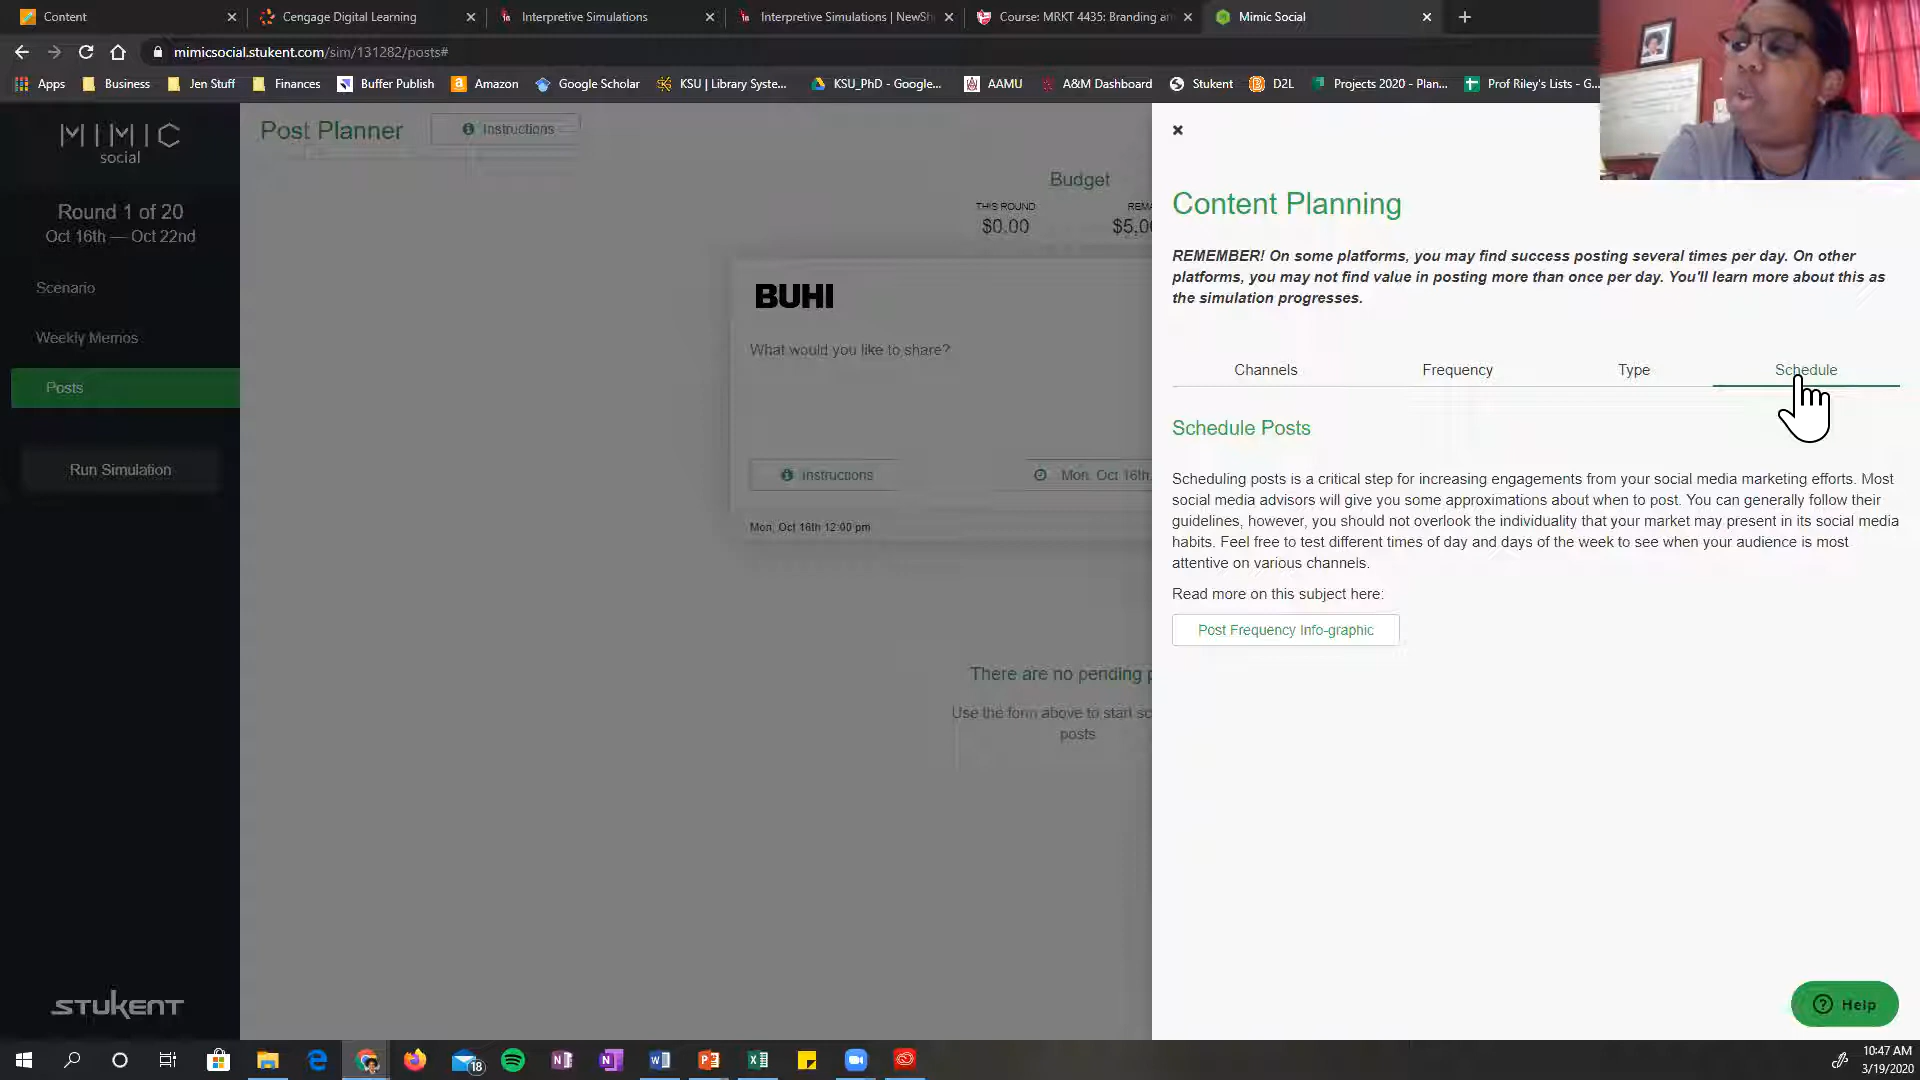 Content
Cengage Digital Learning
Interpretive Simulations
Interpretive Simulations | NewSh
Course: MRKT 4435: Branding an
Mimic Social
mimicsocial.stukent.com/sim/131282/posts#
Apps
Business
Jen Stuff
Finances
Buffer Publish
Amazon
Google Scholar
KSU | Library Syste...
KSU_PhD - Google...
AAMU
A&M Dashboard
Stukent
D2L
Projects 2020 - Plan...
Prof Riley's Lists - G...
MIMIC
social
Round 1 of 20
Oct 16th — Oct 22nd
Scenario
Weekly Memos
Posts
Run Simulation
STUKENT
Post Planner
Instructions
Budget
THIS ROUND
$0.00
REMA
$5,0
BUHI
What would you like to share?
Instructions
Mon, Oct 16th
Mon, Oct 16th 12:00 pm
There are no pending p
Use the form above to start sc
posts
Content Planning
REMEMBER! On some platforms, you may find success posting several times per day. On other
platforms, you may not find value in posting more than once per day. You'll learn more about this as
the simulation progresses.
Channels
Frequency
Type
Schedule
Schedule Posts
Scheduling posts is a critical step for increasing engagements from your social media marketing efforts. Most
social media advisors will give you some approximations about when to post. You can generally follow their
guidelines, however, you should not overlook the individuality that your market may present in its social media
habits. Feel free to test different times of day and days of the week to see when your audience is most
attentive on various channels.
Read more on this subject here:
Post Frequency Info-graphic
Help
18
10:47 AM
3/19/2020